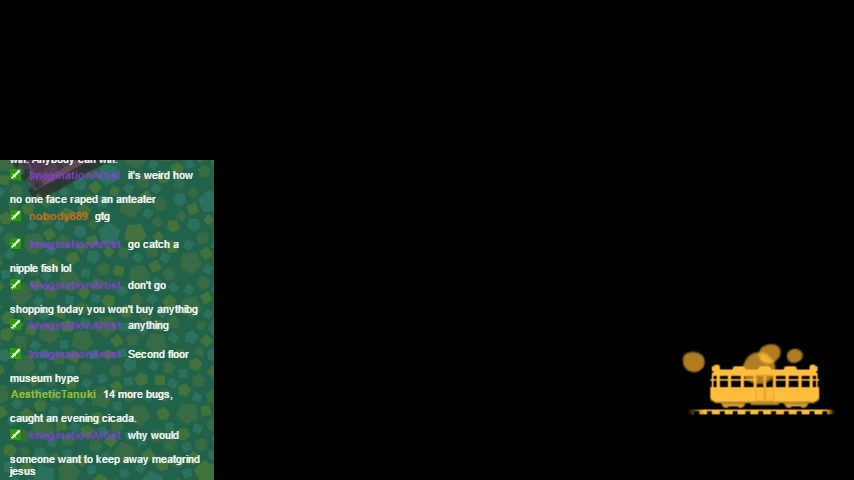 win. Anybody can win.
ImaginationArtist it's weird how
no one face raped an anteater
nobody889 gtg
ImaginationArtist go catch a
nipple fish lol
ImaginationArtist don't go
shopping today you won't buy anythibg
ImaginationArtist anything
ImaginationArtist Second floor
museum hype
AestheticTanuki 14 more bugs,
caught an evening cicada.
ImaginationArtist why would
someone want to keep away meatgrind
jesus